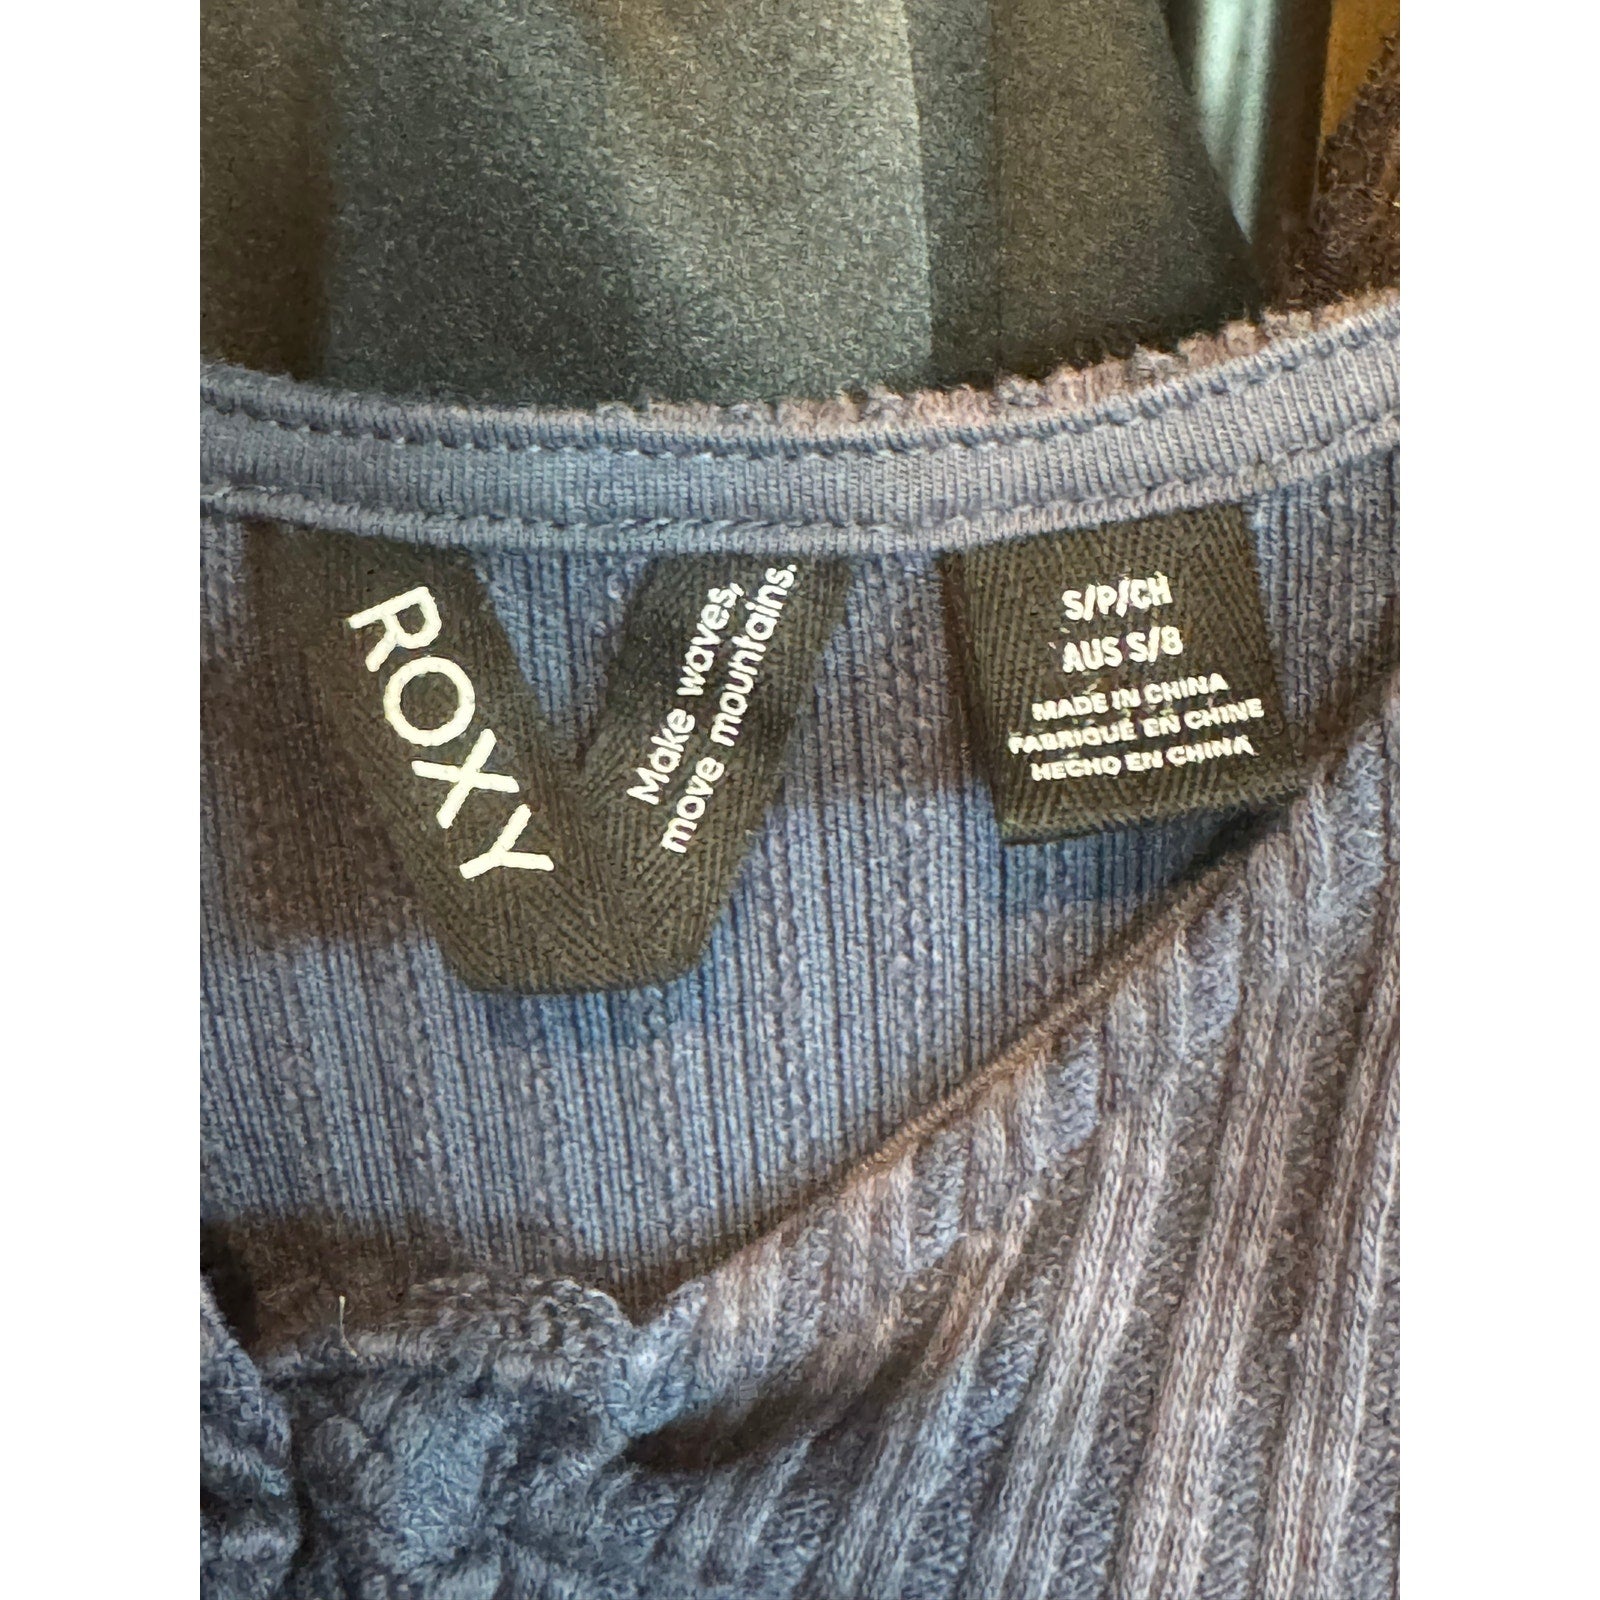 ROXY
Make waves,
move mountains.
S/P/CH
AUS S/8
MADE IN CHINA
FABRIQUÉ EN CHINE
HECHO EN CHINA